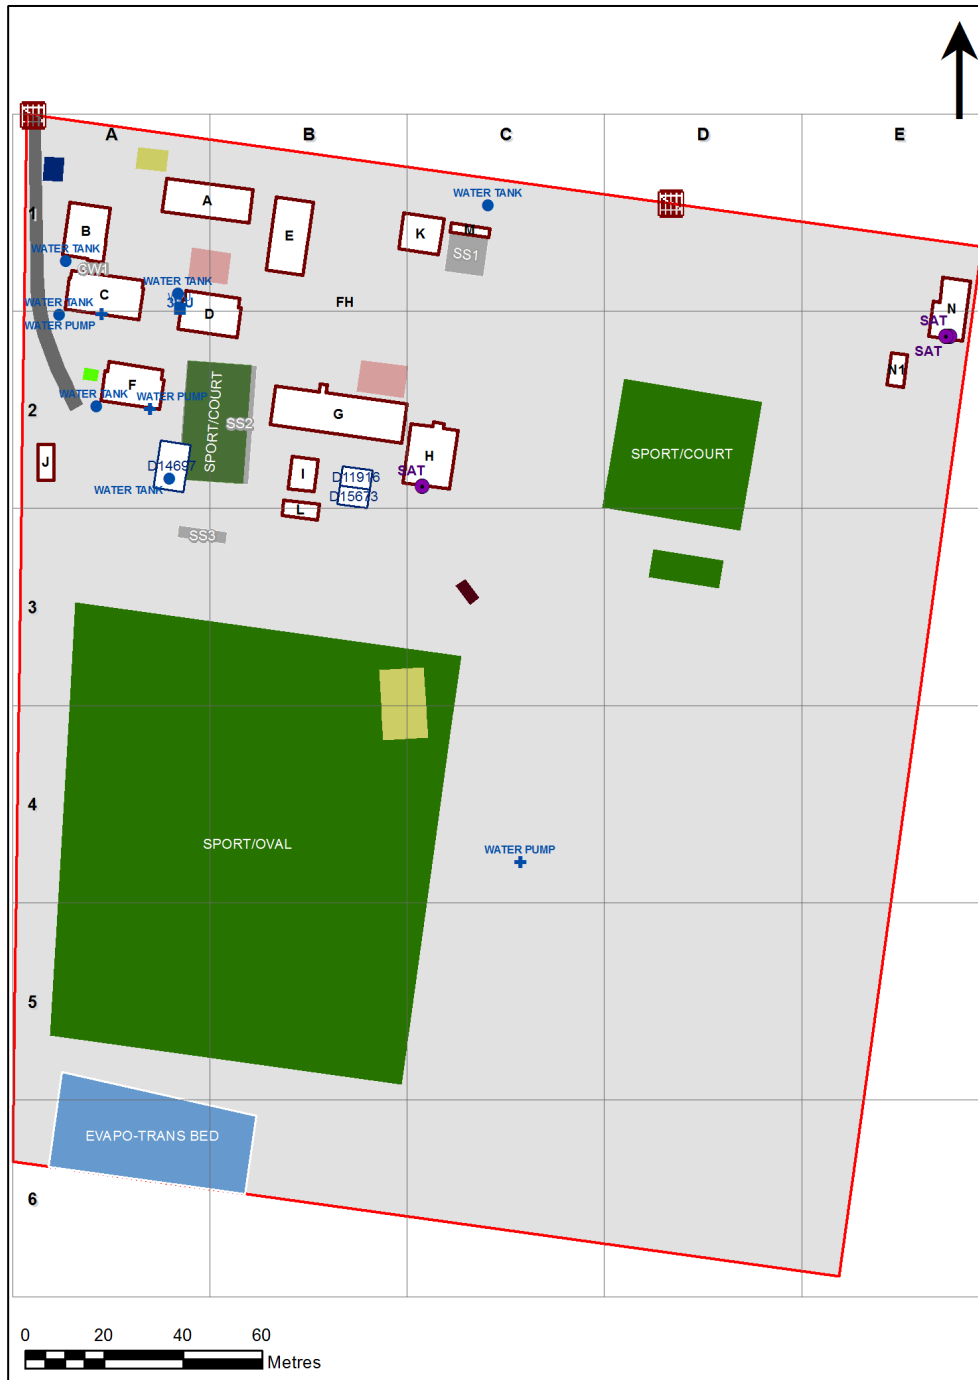 A B C D E
1
A
B
E
K
M
WATER TANK
SS1
WATER TANK
CW1
C
WATER TANK
3PU
D
FH
N
SAT
SAT
N1
WATER TANK
WATER PUMP
2
F
WATER TANK
WATER PUMP
SPORT/COURT
SS2
G
H
SAT
SPORT/COURT
J
D14697
WATER TANK
I
D11916
D15673
L
SS3
3
4
SPORT/OVAL
WATER PUMP
5
EVAPO-TRANS BED
6
0 20 40 60
Metres